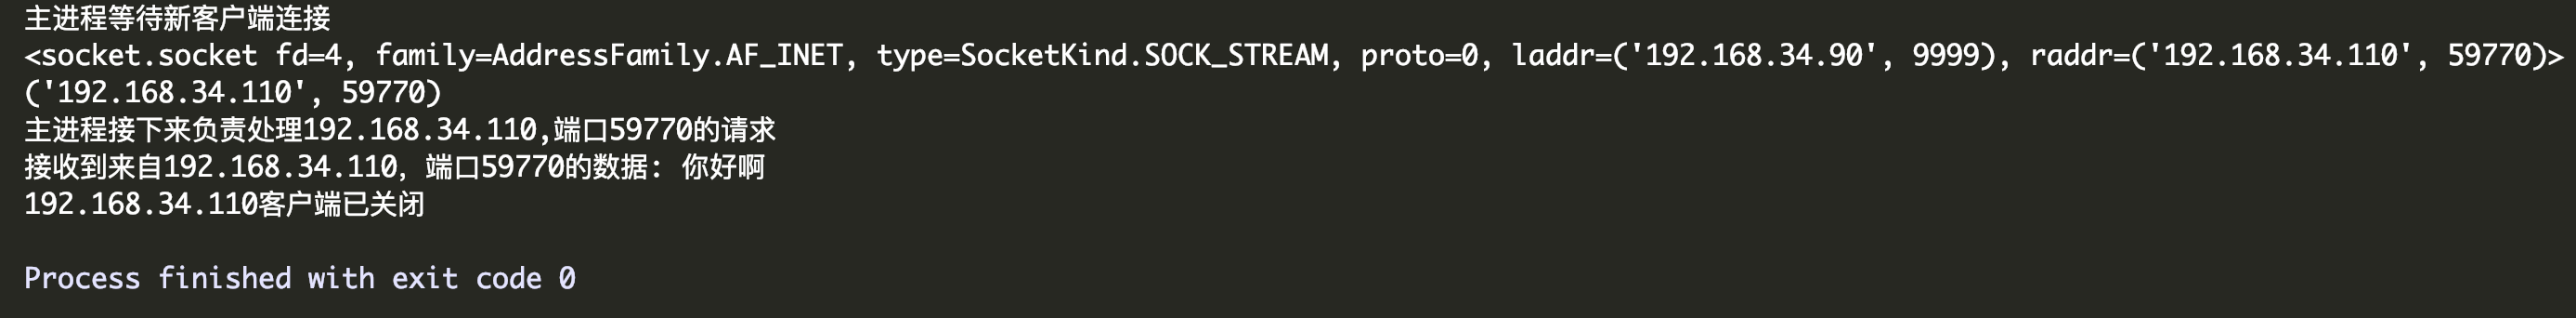 主进程等待新客户端连接
<socket.socket fd=4, family=AddressFamily.AF_INET, type=SocketKind.SOCK_STREAM, proto=0, laddr=('192.168.34.90', 9999), raddr=('192.168.34.110', 59770)>
('192.168.34.110', 59770)
主进程接下来负责处理192.168.34.110,端口59770的请求
接收到来自192.168.34.110，端口59770的数据: 你好啊
192.168.34.110客户端已关闭
Process finished with exit code 0